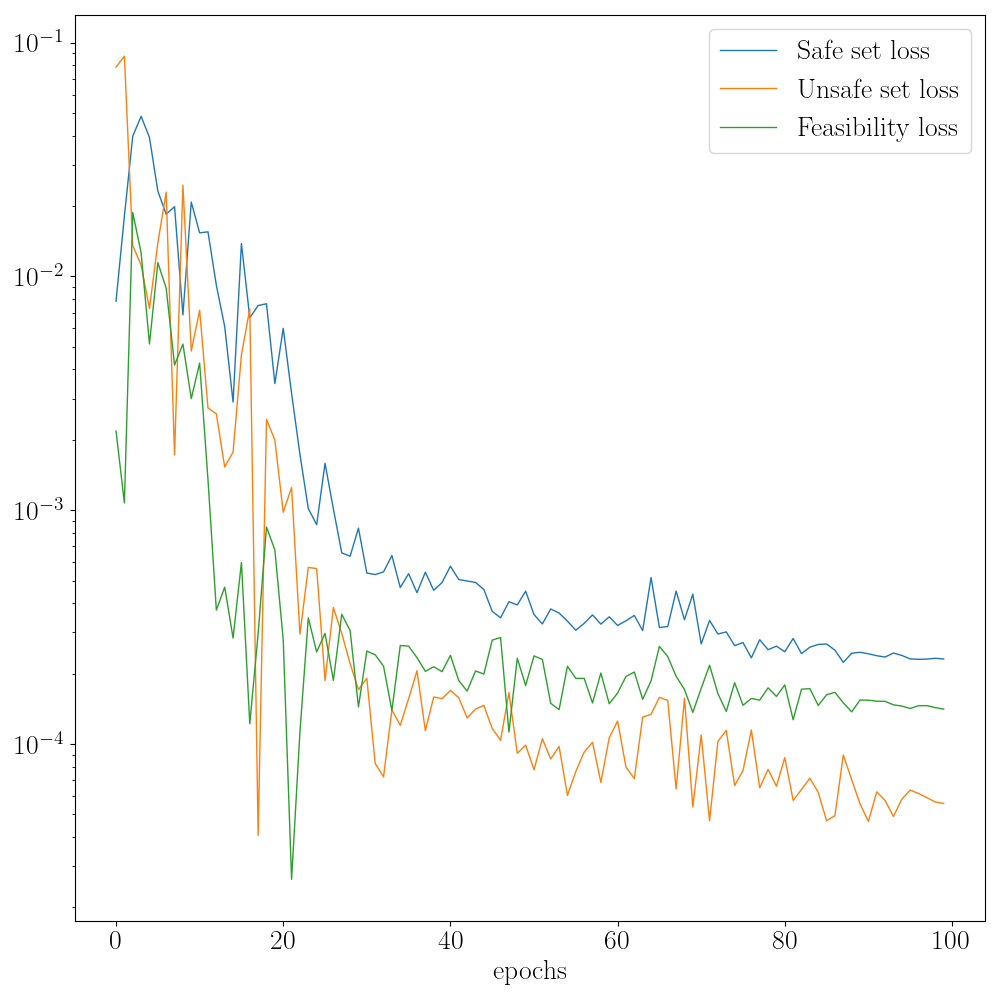 10⁻¹
10⁻²
10⁻³
10⁻⁴
Safe set loss
Unsafe set loss
Feasibility loss
0 20 40 60 80 100
epochs